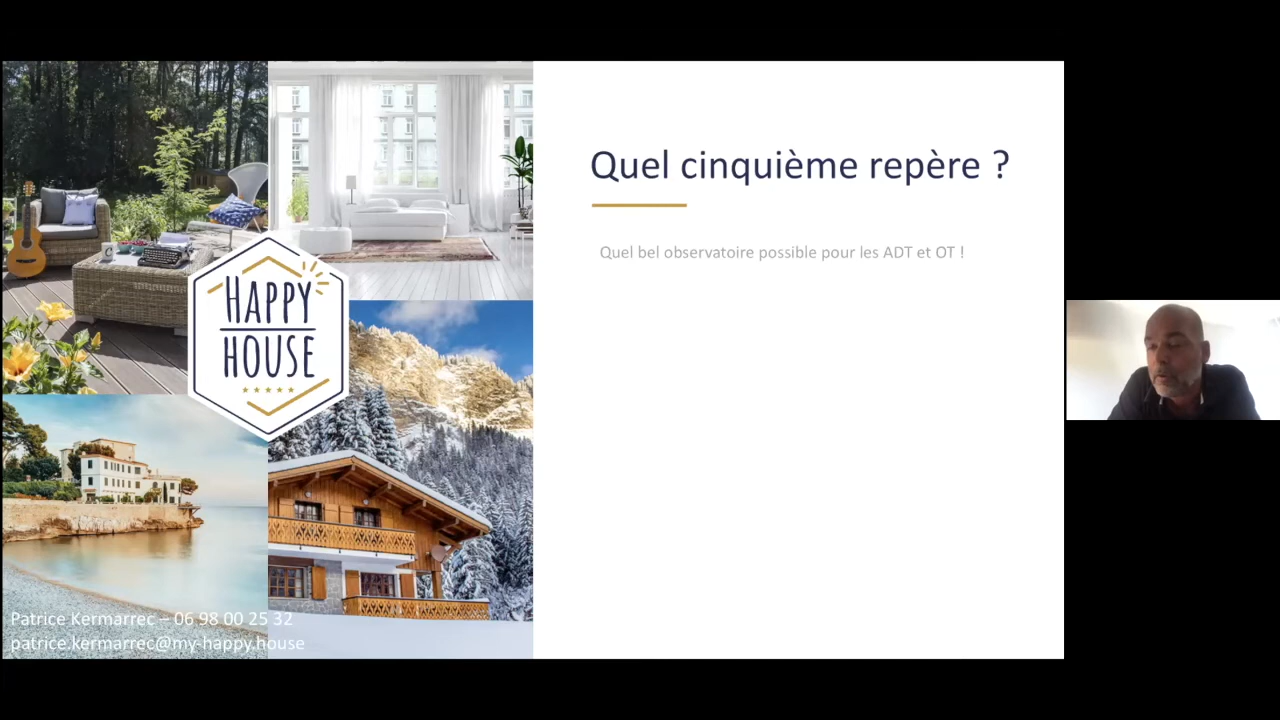 HAPPY
HOUSE
Patrice Kermarrec – 06 98 00 25 32
patrice.kermarrec@my-happy.house
Quel cinquième repère ?
Quel bel observatoire possible pour les ADT et OT !